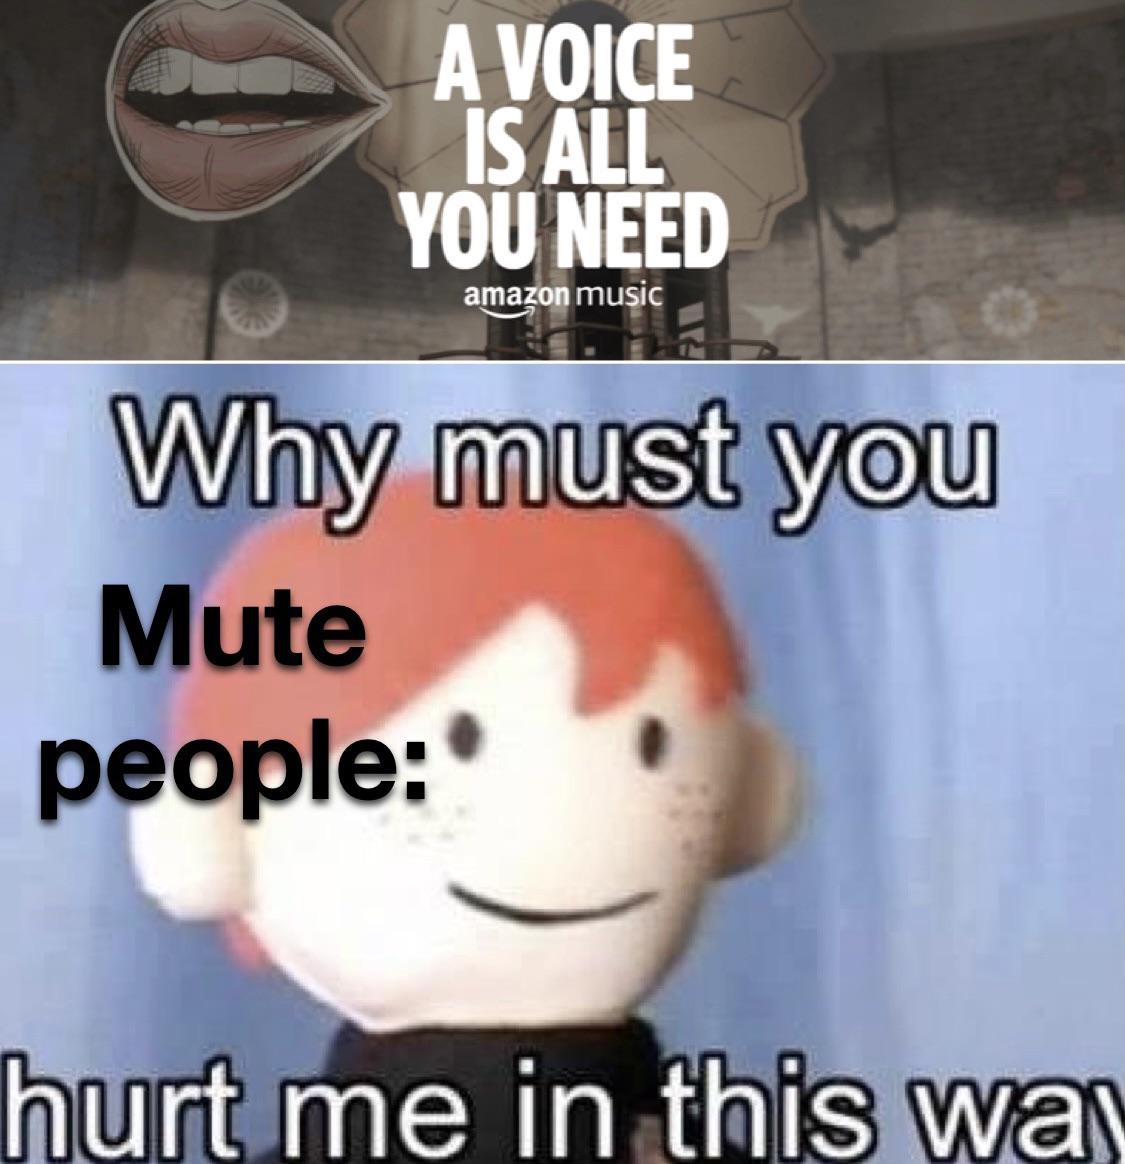 A VOICE
IS ALL
YOU NEED
amazon music
Why must you
Mute
people:
hurt me in this way